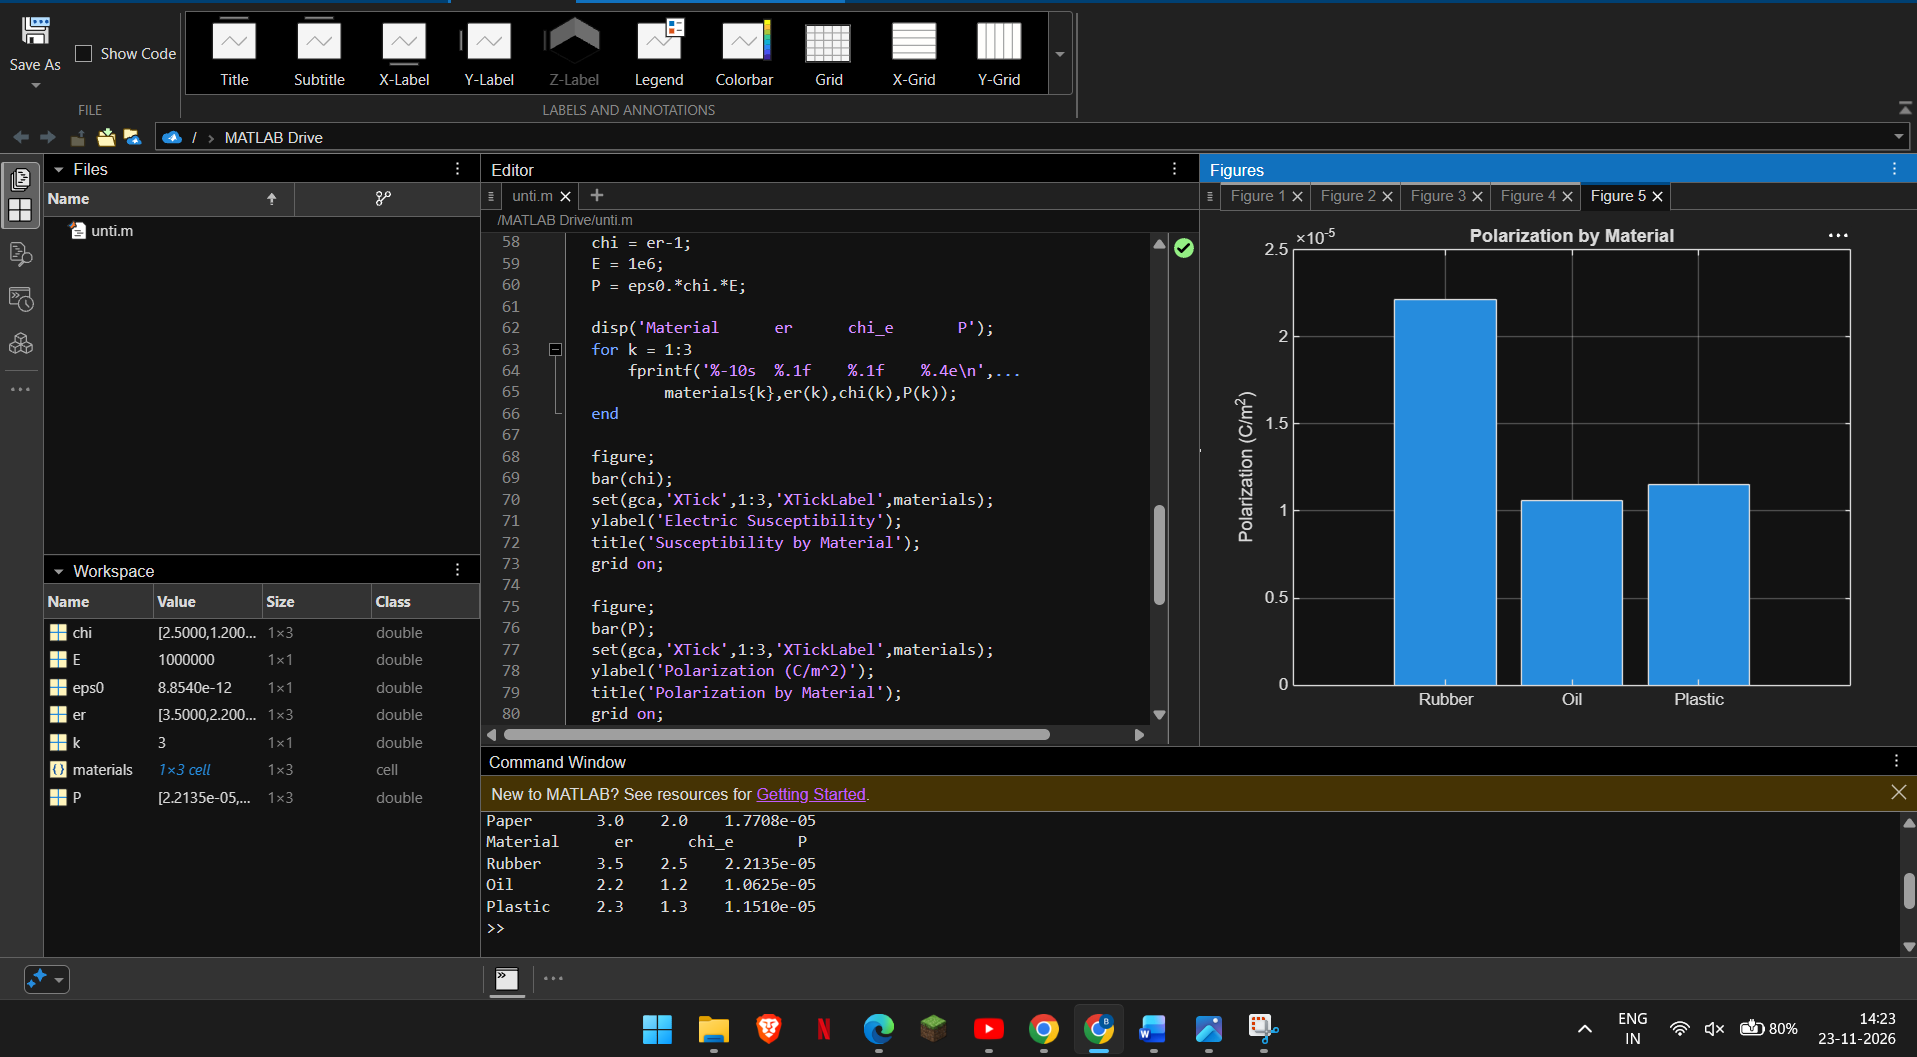 Save As
Show Code
FILE
Title
Subtitle
X-Label
Y-Label
Z-Label
Legend
Colorbar
Grid
X-Grid
Y-Grid
LABELS AND ANNOTATIONS
/ › MATLAB Drive
Files
Name
unti.m
Workspace
Name Value Size Class
chi [2.5000,1.200... 1×3 double
E 1000000 1×1 double
eps0 8.8540e-12 1×1 double
er [3.5000,2.200... 1×3 double
k 3 1×1 double
materials 1×3 cell 1×3 cell
P [2.2135e-05,... 1×3 double
Editor
unti.m
/MATLAB Drive/unti.m
58 chi = er-1;
59 E = 1e6;
60 P = eps0.*chi.*E;
61
62 disp('Material      er      chi_e       P');
63 for k = 1:3
64     fprintf('%-10s  %.1f    %.1f    %.4e\n',...
65         materials{k},er(k),chi(k),P(k));
66 end
67
68 figure;
69 bar(chi);
70 set(gca,'XTick',1:3,'XTickLabel',materials);
71 ylabel('Electric Susceptibility');
72 title('Susceptibility by Material');
73 grid on;
74
75 figure;
76 bar(P);
77 set(gca,'XTick',1:3,'XTickLabel',materials);
78 ylabel('Polarization (C/m^2)');
79 title('Polarization by Material');
80 grid on;
Figures
Figure 1
Figure 2
Figure 3
Figure 4
Figure 5
Polarization by Material
×10⁻⁵
2.5
2
1.5
1
0.5
0
Polarization (C/m²)
Rubber
Oil
Plastic
Command Window
New to MATLAB? See resources for Getting Started.
Paper       3.0    2.0    1.7708e-05
Material      er      chi_e       P
Rubber      3.5    2.5    2.2135e-05
Oil         2.2    1.2    1.0625e-05
Plastic     2.3    1.3    1.1510e-05
>>
ENG
IN
80%
14:23
23-11-2026